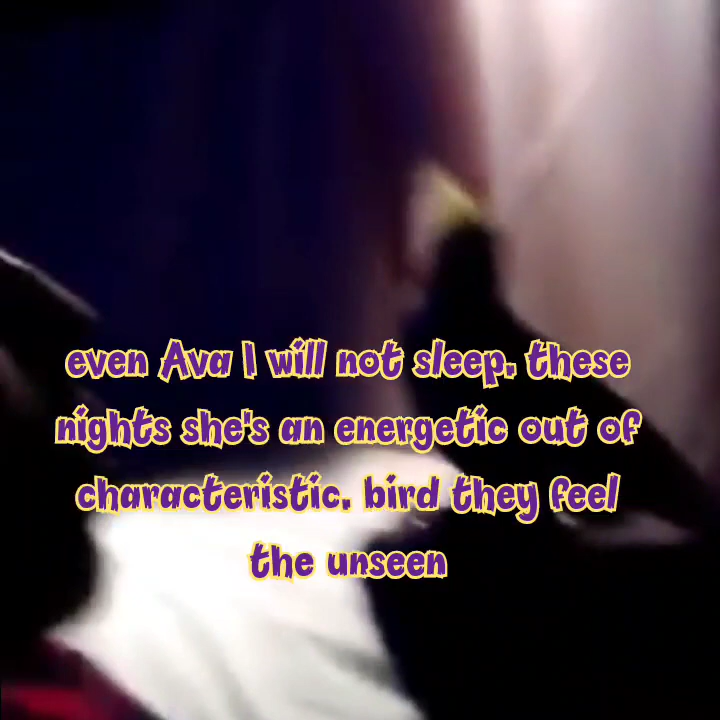 even Ava I will not sleep. these
nights she's an energetic out of
characteristic. bird they feel
the unseen